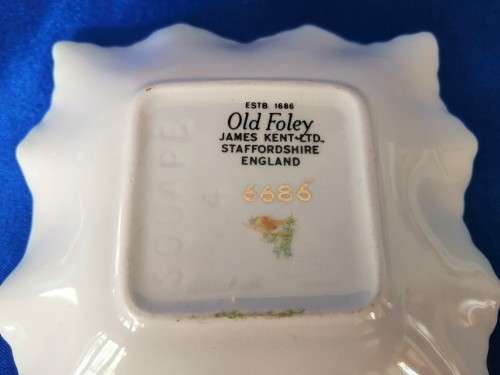 ESTB 1686
Old Foley
JAMES KENT LTD.,
STAFFORDSHIRE
ENGLAND
6686
SQUARE 4